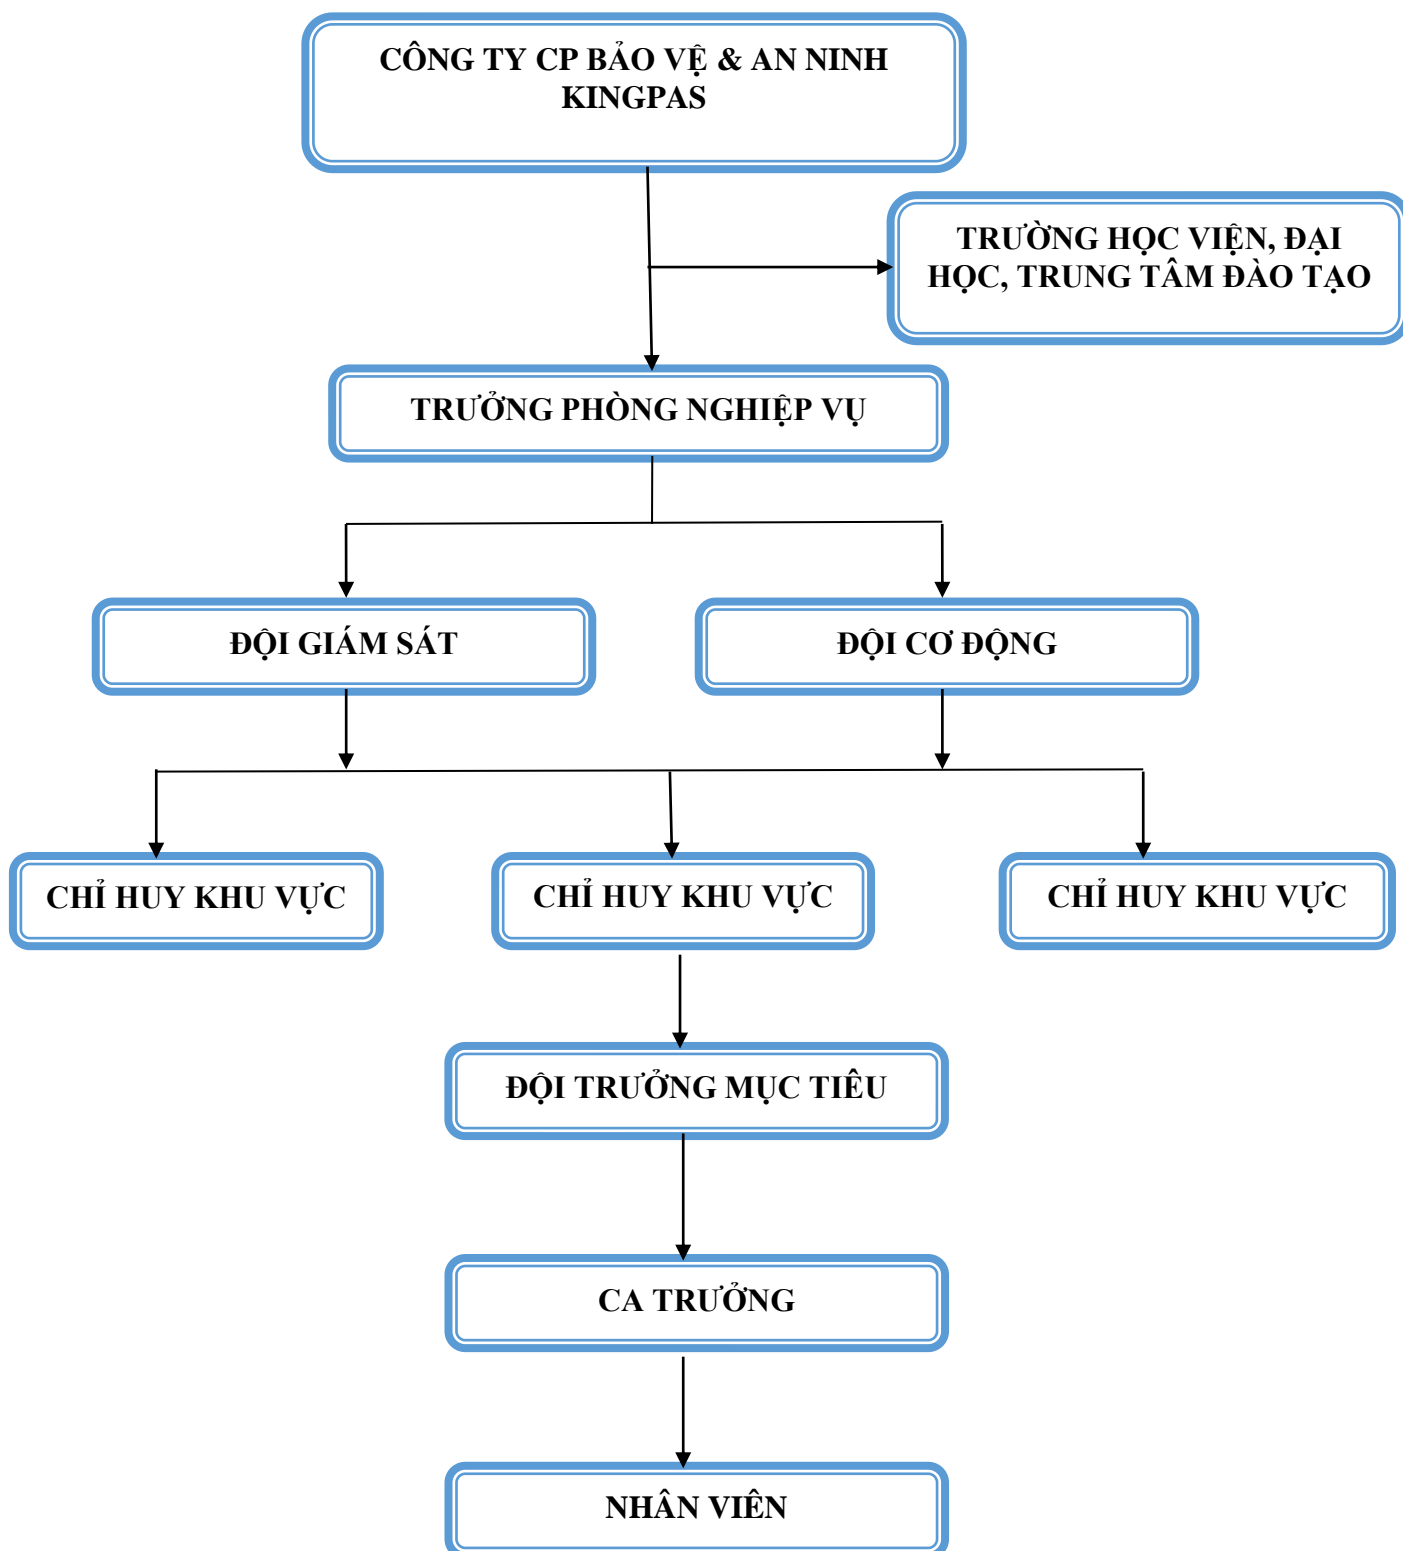 CÔNG TY CP BẢO VỆ & AN NINH
KINGPAS
TRƯỜNG HỌC VIỆN, ĐẠI
HỌC, TRUNG TÂM ĐÀO TẠO
TRƯỞNG PHÒNG NGHIỆP VỤ
ĐỘI GIÁM SÁT
ĐỘI CƠ ĐỘNG
CHỈ HUY KHU VỰC
CHỈ HUY KHU VỰC
CHỈ HUY KHU VỰC
ĐỘI TRƯỞNG MỤC TIÊU
CA TRƯỞNG
NHÂN VIÊN